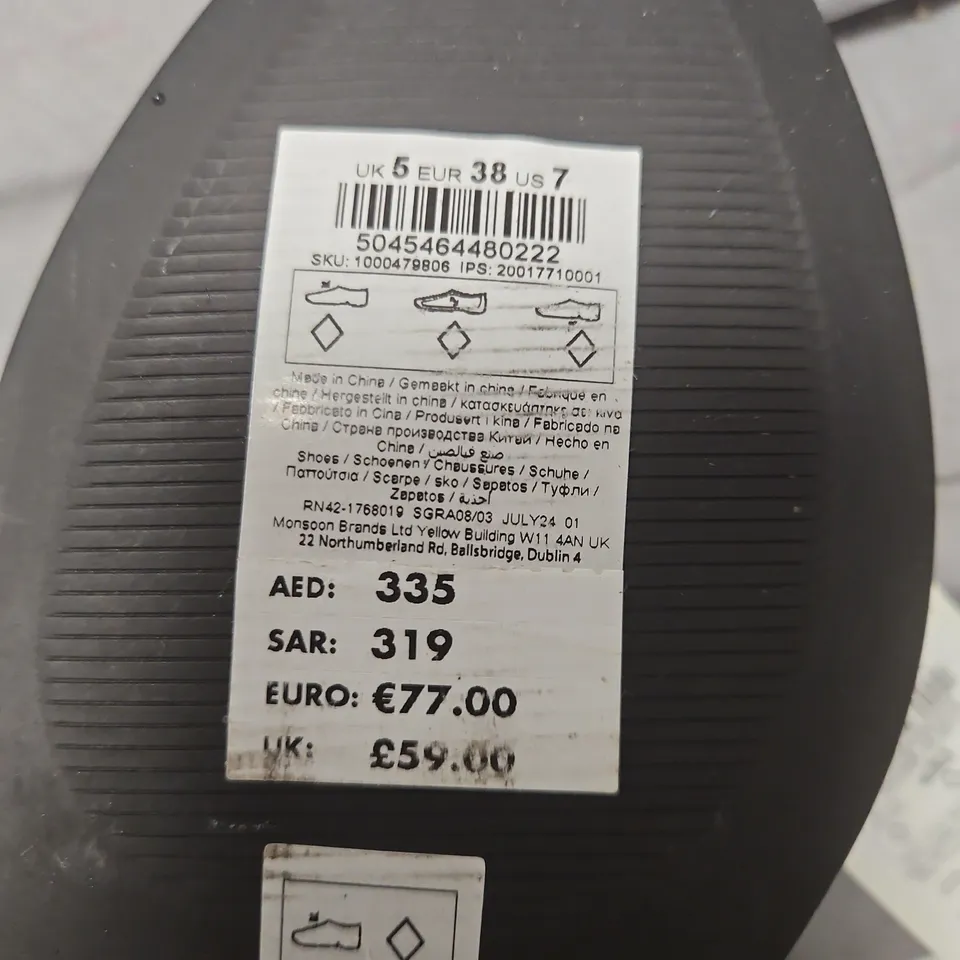 UK 5 EUR 38 US 7
5045464480222
SKU: 1000479806 IPS: 20017710001
Made in China / Gemaakt in china / Fabriqué en
chine / Hergestellt in china / κατασκευάστηκε σε κίνα
/ Fabbricato in Cina / Produsert i kina / Fabricado na
China / Страна производства Китай / Hecho en
China / صنع فيالصين
Shoes / Schoenen / Chaussures / Schuhe /
Παπούτσια / Scarpe / sko / Sapatos / Туфли /
Zapatos / أحذية
RN42-1768019 SGRA08/03 JULY24 01
Monsoon Brands Ltd Yellow Building W11 4AN UK
22 Northumberland Rd, Ballsbridge, Dublin 4
AED: 335
SAR: 319
EURO: €77.00
UK: £59.00